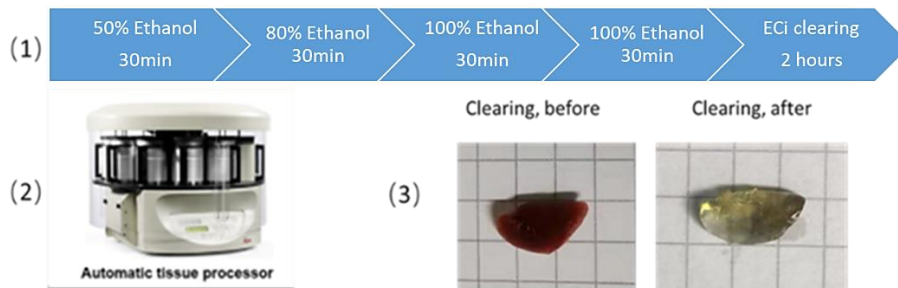 (1)
50% Ethanol
30min
80% Ethanol
30min
100% Ethanol
30min
100% Ethanol
30min
ECi clearing
2 hours
(2)
Automatic tissue processor
(3)
Clearing, before
Clearing, after